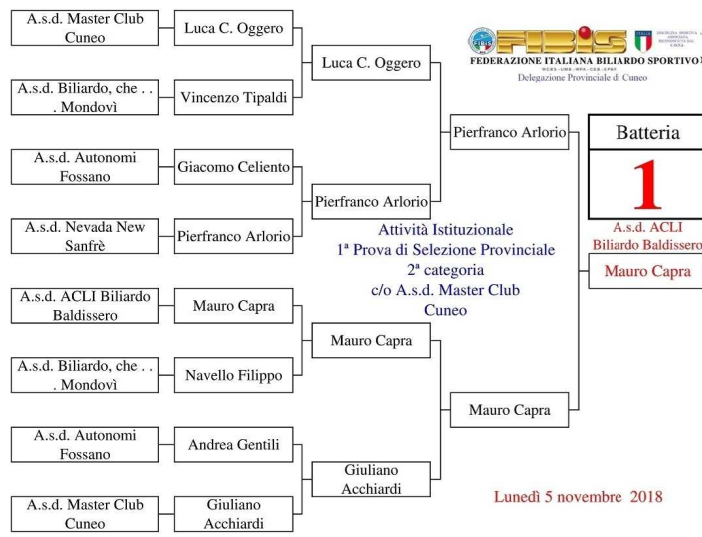 A.s.d. Master Club
Cuneo
Luca C. Oggero
Luca C. Oggero
FIBIS
FEDERAZIONE ITALIANA BILIARDO SPORTIVO
Delegazione Provinciale di Cuneo
A.s.d. Biliardo, che . .
. Mondovì
Vincenzo Tipaldi
Pierfranco Arlorio
Batteria
1
A.s.d. Autonomi
Fossano
Giacomo Celiento
Pierfranco Arlorio
A.s.d. Nevada New
Sanfrè
Pierfranco Arlorio
Attività Istituzionale
1ª Prova di Selezione Provinciale
2ª categoria
c/o A.s.d. Master Club
Cuneo
A.s.d. ACLI
Biliardo Baldissero
Mauro Capra
A.s.d. ACLI Biliardo
Baldissero
Mauro Capra
Mauro Capra
A.s.d. Biliardo, che . .
. Mondovì
Navello Filippo
Mauro Capra
A.s.d. Autonomi
Fossano
Andrea Gentili
Giuliano
Acchiardi
A.s.d. Master Club
Cuneo
Giuliano
Acchiardi
Lunedì 5 novembre 2018